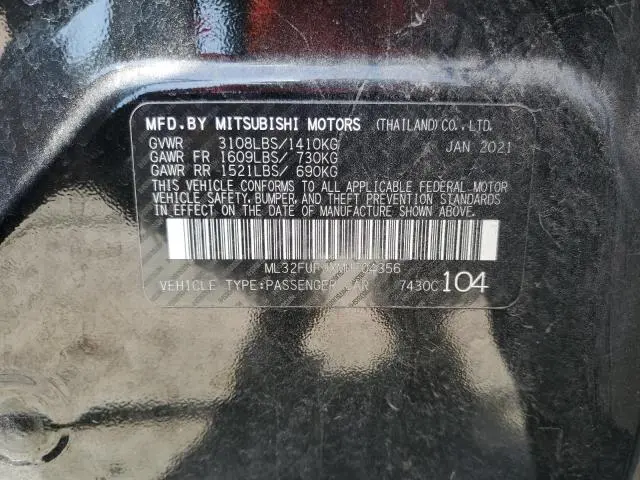 MFD.BY MITSUBISHI MOTORS (THAILAND)CO.,LTD.
GVWR 3108LBS/1410KG JAN 2021
GAWR FR 1609LBS/ 730KG
GAWR RR 1521LBS/ 690KG
THIS VEHICLE CONFORMS TO ALL APPLICABLE FEDERAL MOTOR
VEHICLE SAFETY, BUMPER, AND THEFT PREVENTION STANDARDS
IN EFFECT ON THE DATE OF MANUFACTURE SHOWN ABOVE.
VEHICLE TYPE:PASSENGER CAR 7430C 104